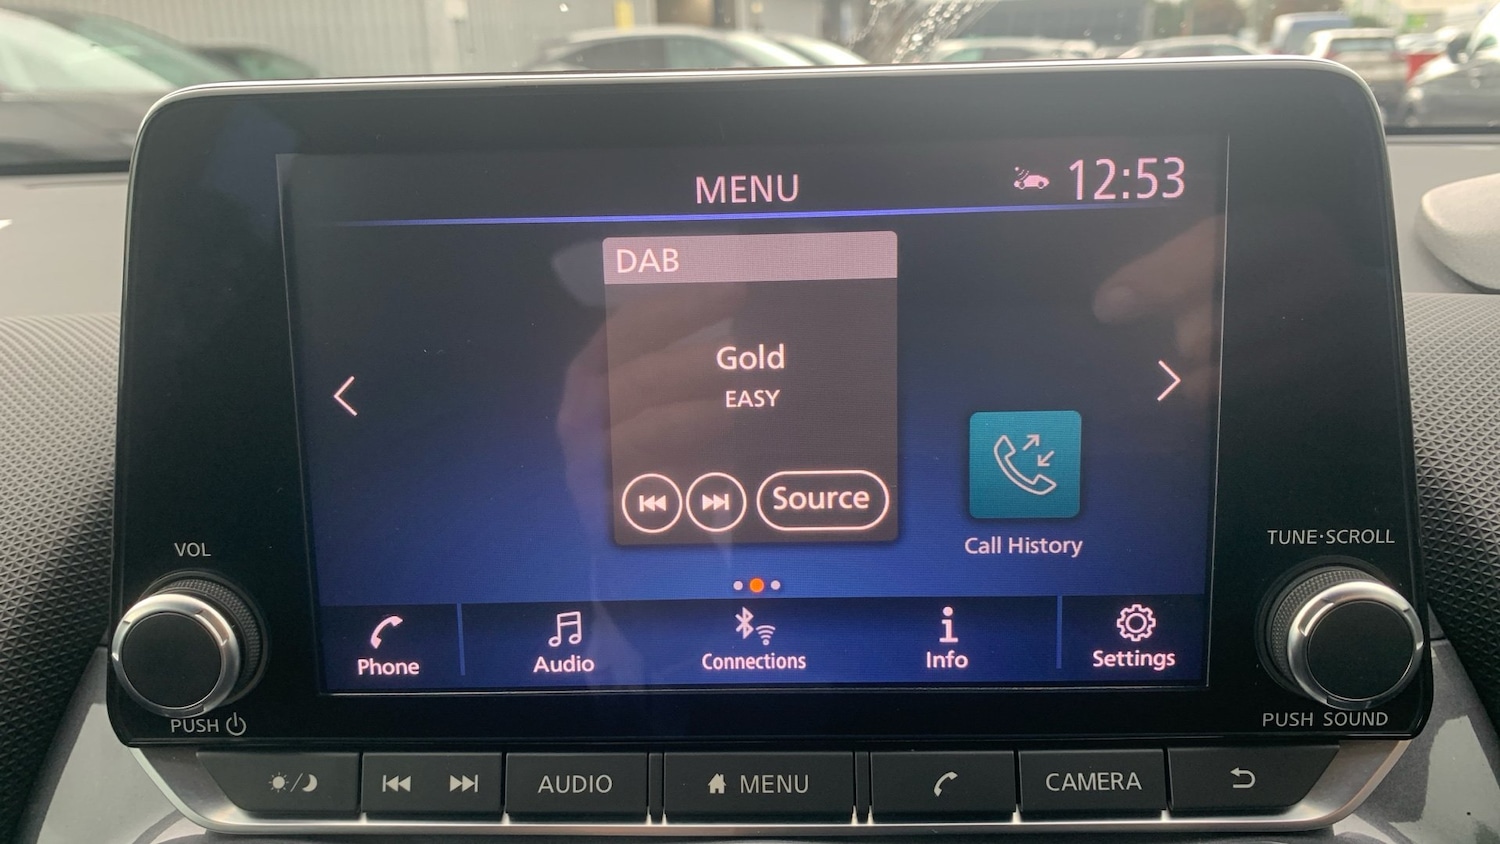 MENU
12:53
DAB
Gold
EASY
Source
Call History
Phone
Audio
Connections
Info
Settings
VOL
PUSH
TUNE·SCROLL
PUSH SOUND
AUDIO
MENU
CAMERA